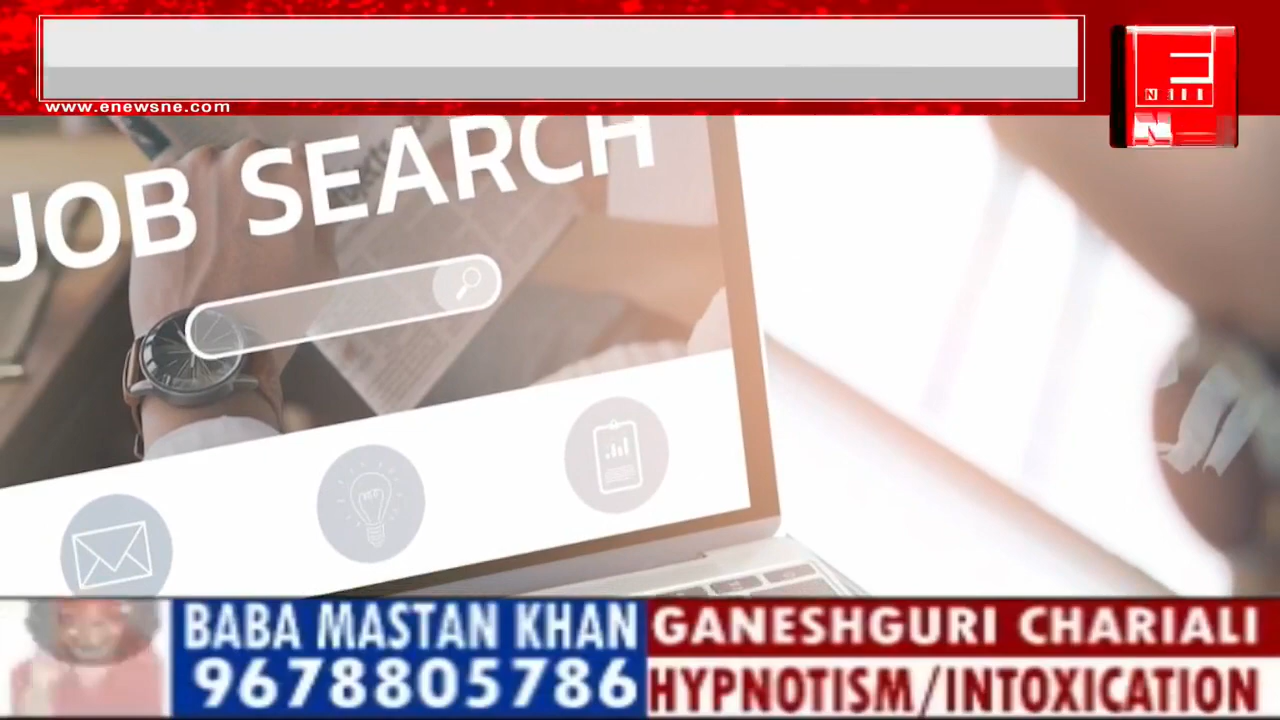 www.enewsne.com
JOB SEARCH
BABA MASTAN KHAN
9678805786
GANESHGURI CHARIALI
HYPNOTISM/INTOXICATION